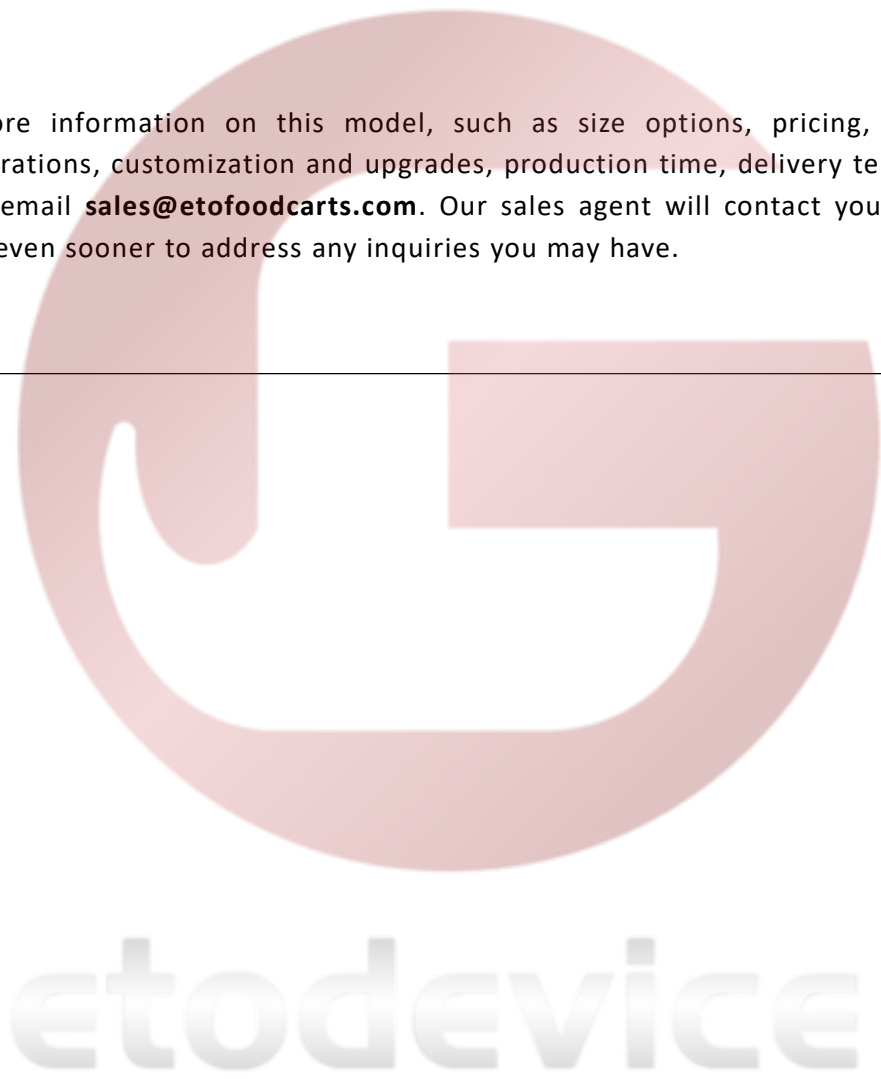 ore information on this model, such as size options, pricing,
rations, customization and upgrades, production time, delivery te
email sales@etofoodcarts.com. Our sales agent will contact you
even sooner to address any inquiries you may have.
etodevice